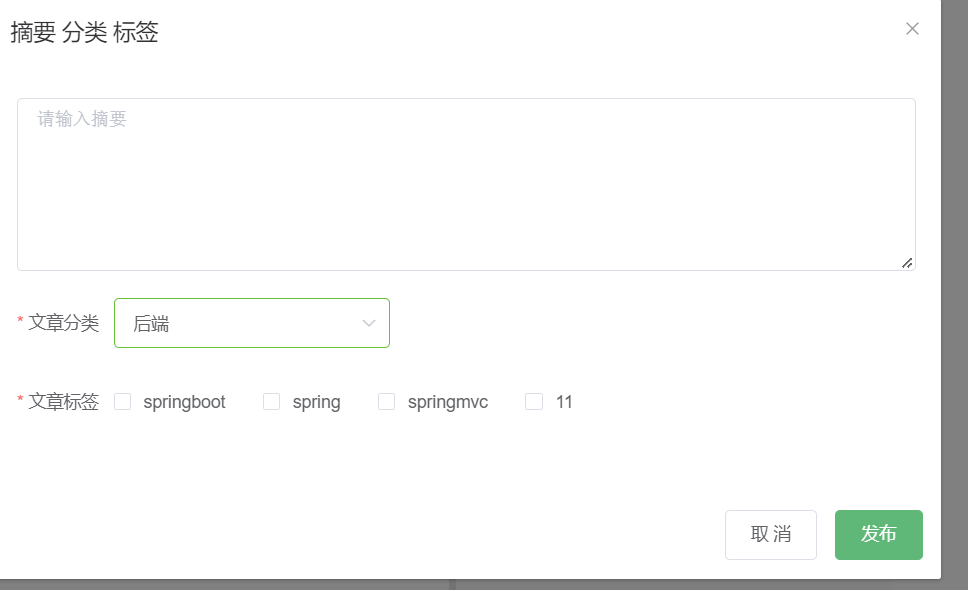 摘要 分类 标签
请输入摘要
* 文章分类 后端
* 文章标签 springboot spring springmvc 11
取 消 发布